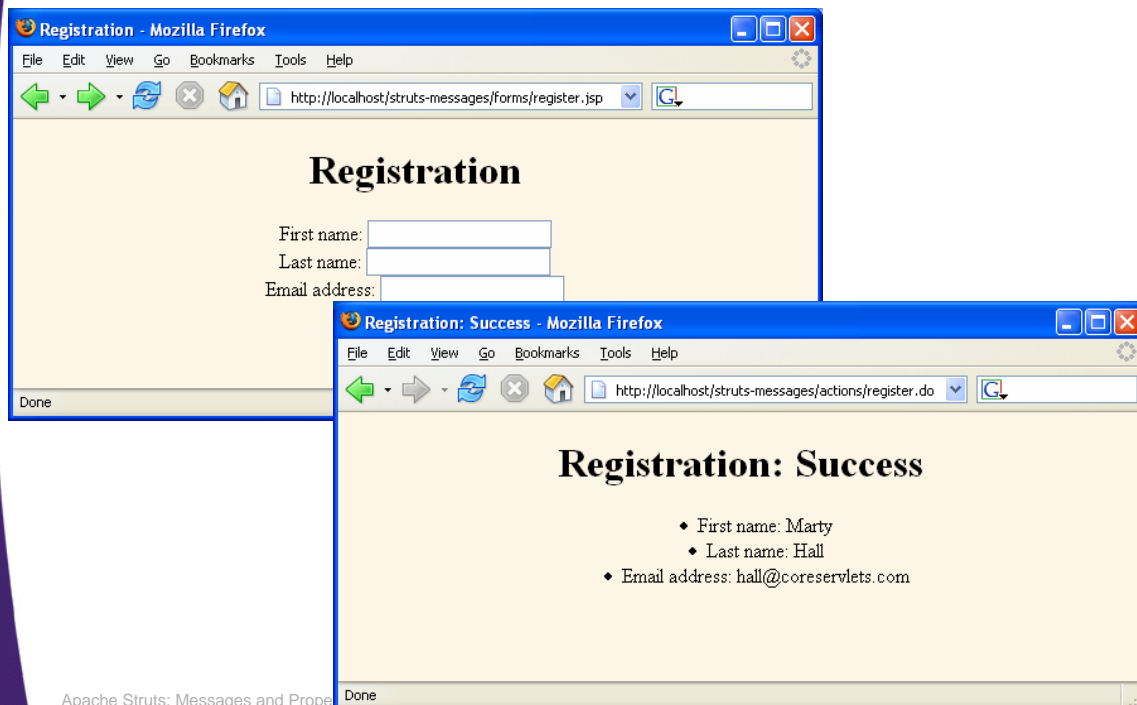 Registration - Mozilla Firefox
File Edit View Go Bookmarks Tools Help
http://localhost/struts-messages/forms/register.jsp
G
Registration
First name:
Last name:
Email address:
Done
Registration: Success - Mozilla Firefox
File Edit View Go Bookmarks Tools Help
http://localhost/struts-messages/actions/register.do
G
Registration: Success
• First name: Marty
• Last name: Hall
• Email address: hall@coreservlets.com
Done
Apache Struts: Messages and Prope